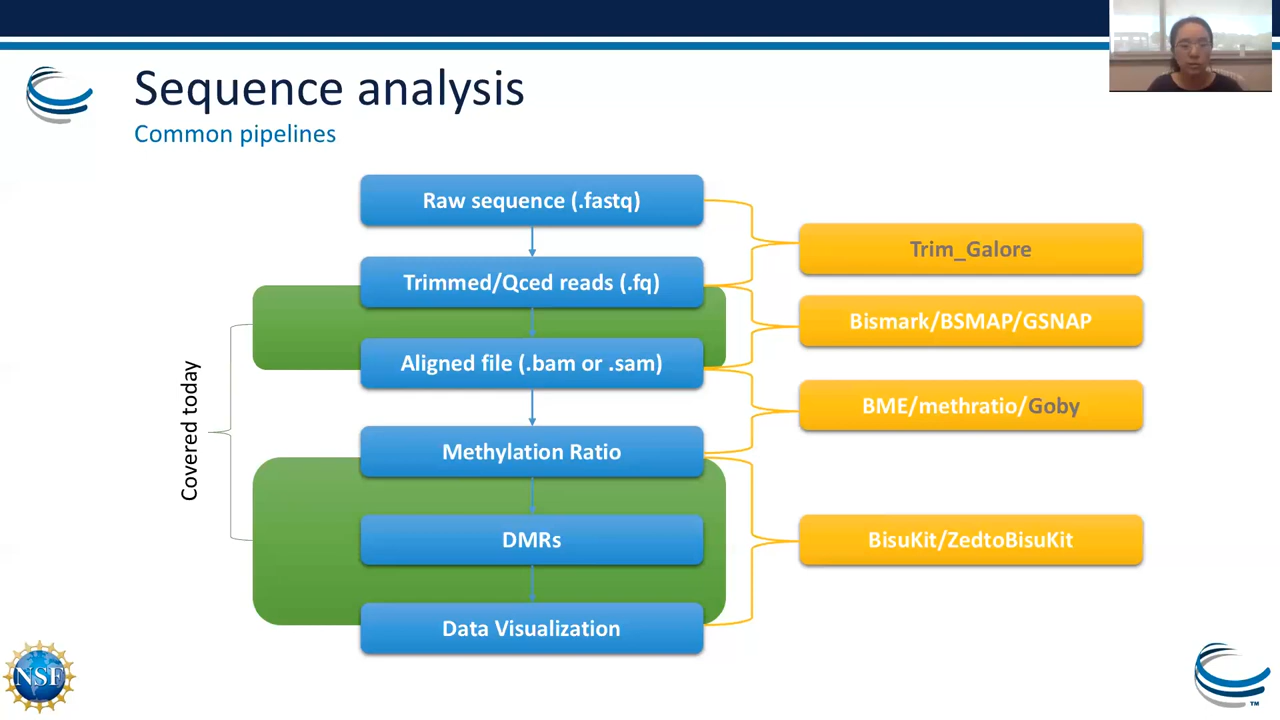 Sequence analysis
Common pipelines
Raw sequence (.fastq)
Trim_Galore
Trimmed/Qced reads (.fq)
Bismark/BSMAP/GSNAP
Aligned file (.bam or .sam)
BME/methratio/Goby
Covered today
Methylation Ratio
DMRs
BisuKit/ZedtoBisuKit
Data Visualization
NSF
TM